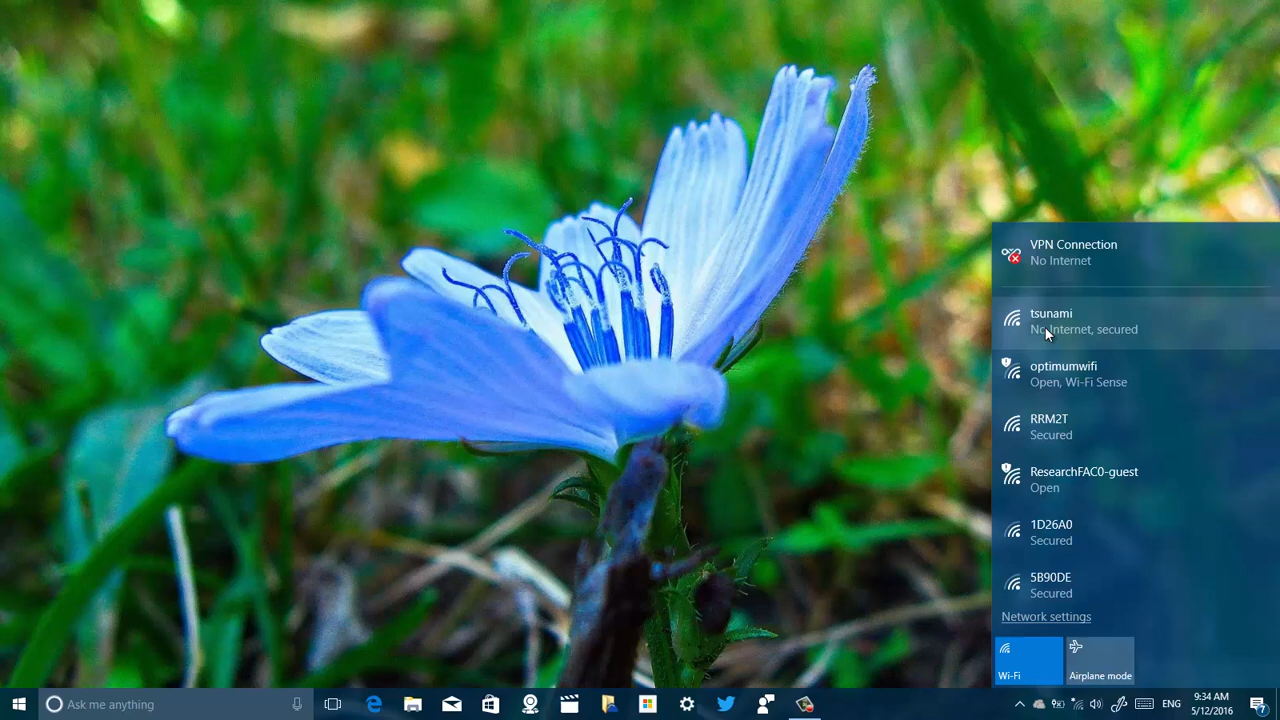 VPN Connection
No Internet
tsunami
No Internet, secured
optimumwifi
Open, Wi-Fi Sense
RRM2T
Secured
ResearchFAC0-guest
Open
1D26A0
Secured
5B90DE
Secured
Network settings
Wi-Fi
Airplane mode
Ask me anything
ENG
9:34 AM
5/12/2016
7